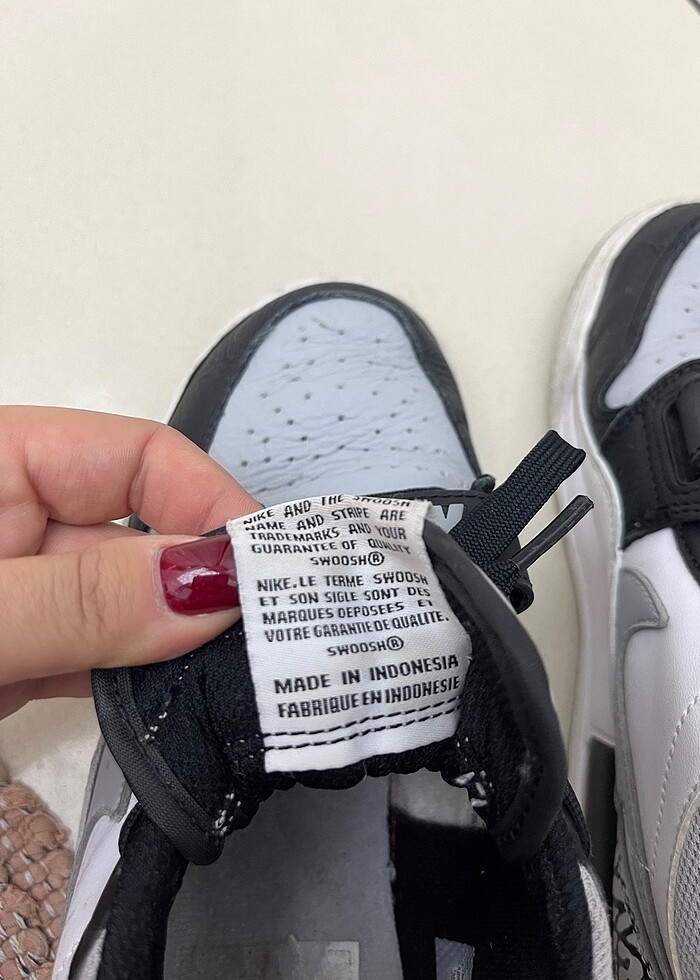 NIKE AND THE SWOOSH
NAME AND STRIPE ARE
TRADEMARKS AND YOUR
GUARANTEE OF QUALITY
SWOOSH®
NIKE.LE TERME SWOOSH
ET SON SIGLE SONT DES
MARQUES DEPOSEES ET
VOTRE GARANTIE DE QUALITE.
SWOOSH®
MADE IN INDONESIA
FABRIQUE EN INDONESIE